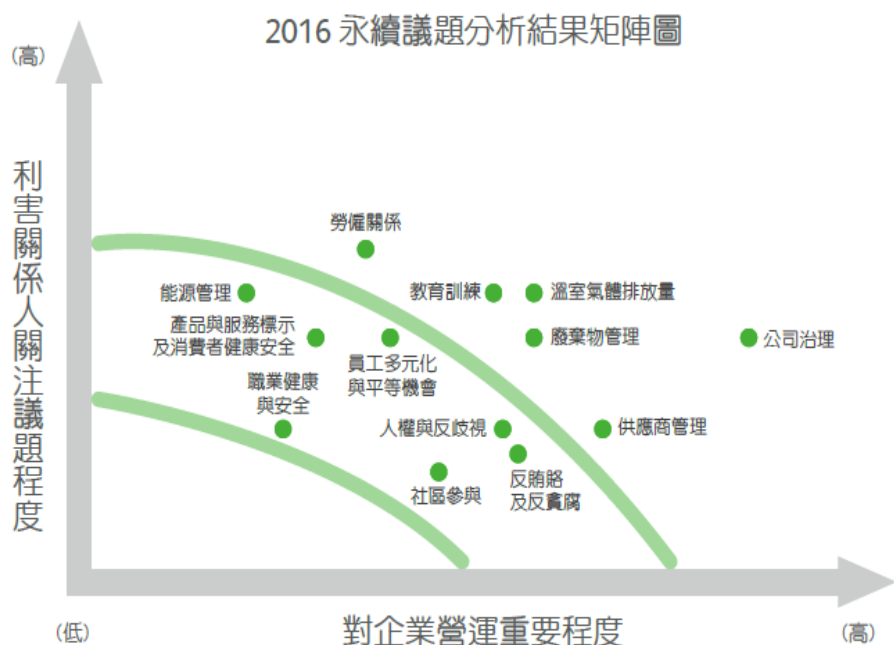 2016 永續議題分析結果矩陣圖
(高)
利害關係人關注議題程度
勞僱關係
能源管理
教育訓練
溫室氣體排放量
產品與服務標示
及消費者健康安全
員工多元化
與平等機會
廢棄物管理
公司治理
職業健康
與安全
人權與反歧視
供應商管理
社區參與
反賄賂
及反貪腐
(低)
對企業營運重要程度
(高)